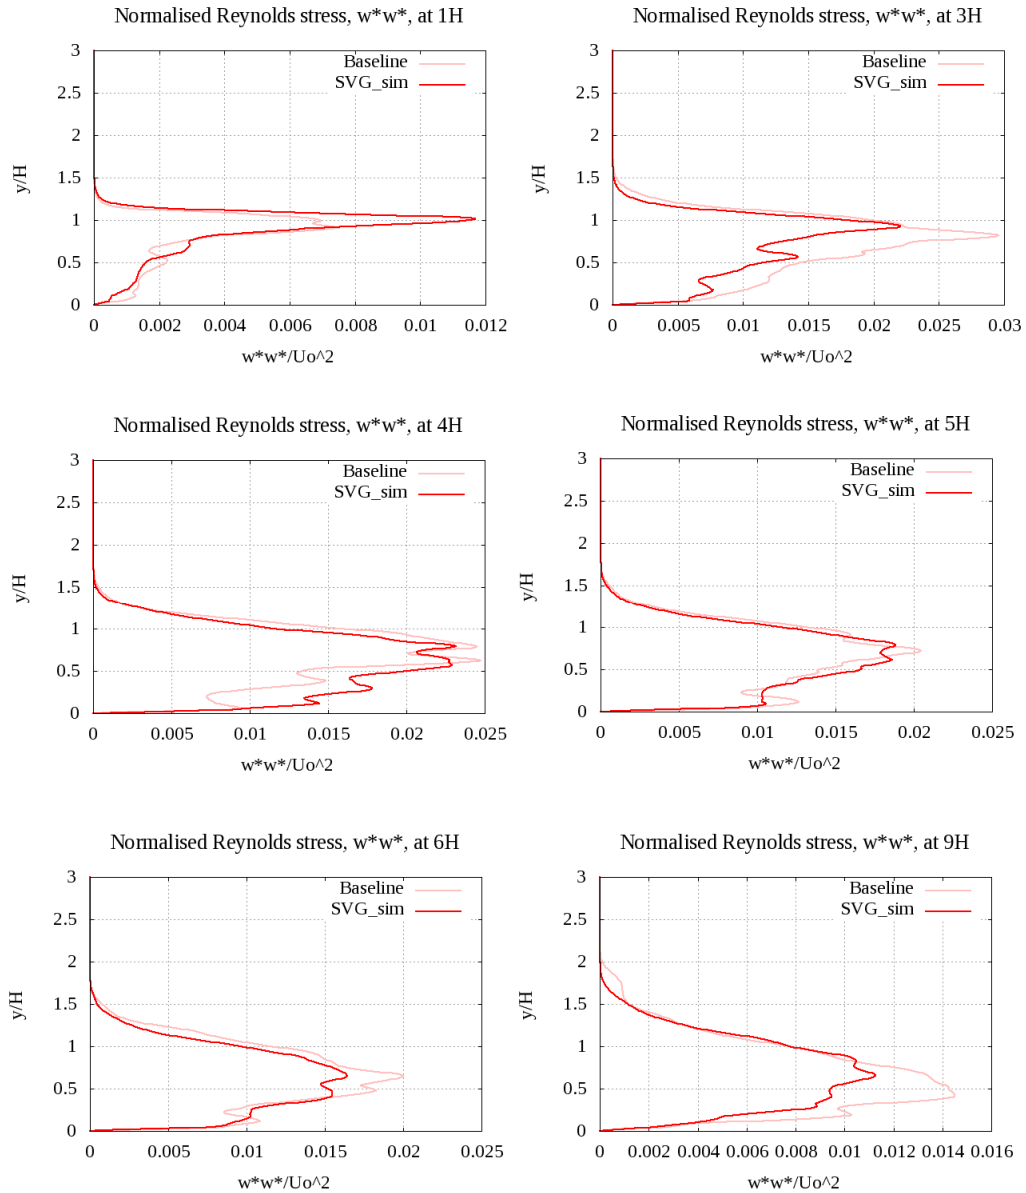 Normalised Reynolds stress, w*w*, at 1H
3
2.5
2
1.5
1
0.5
0
y/H
Baseline
SVG_sim
0 0.002 0.004 0.006 0.008 0.01 0.012
w*w*/Uo^2
Normalised Reynolds stress, w*w*, at 3H
3
2.5
2
1.5
1
0.5
0
y/H
Baseline
SVG_sim
0 0.005 0.01 0.015 0.02 0.025 0.03
w*w*/Uo^2
Normalised Reynolds stress, w*w*, at 4H
3
2.5
2
1.5
1
0.5
0
y/H
Baseline
SVG_sim
0 0.005 0.01 0.015 0.02 0.025
w*w*/Uo^2
Normalised Reynolds stress, w*w*, at 5H
3
2.5
2
1.5
1
0.5
0
y/H
Baseline
SVG_sim
0 0.005 0.01 0.015 0.02 0.025
w*w*/Uo^2
Normalised Reynolds stress, w*w*, at 6H
3
2.5
2
1.5
1
0.5
0
y/H
Baseline
SVG_sim
0 0.005 0.01 0.015 0.02 0.025
w*w*/Uo^2
Normalised Reynolds stress, w*w*, at 9H
3
2.5
2
1.5
1
0.5
0
y/H
Baseline
SVG_sim
0 0.002 0.004 0.006 0.008 0.01 0.012 0.014 0.016
w*w*/Uo^2